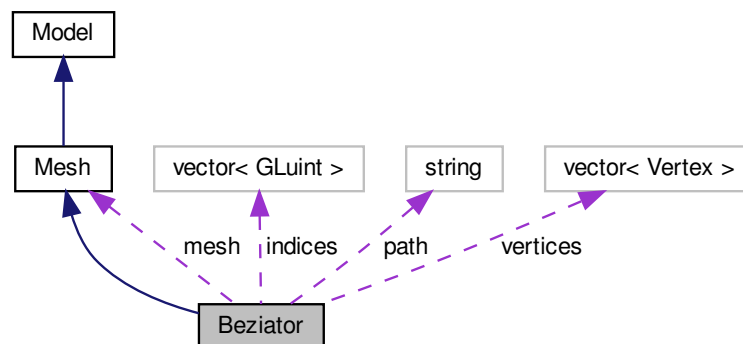 Model
Mesh
vector< GLuint >
string
vector< Vertex >
mesh
indices
path
vertices
Beziator